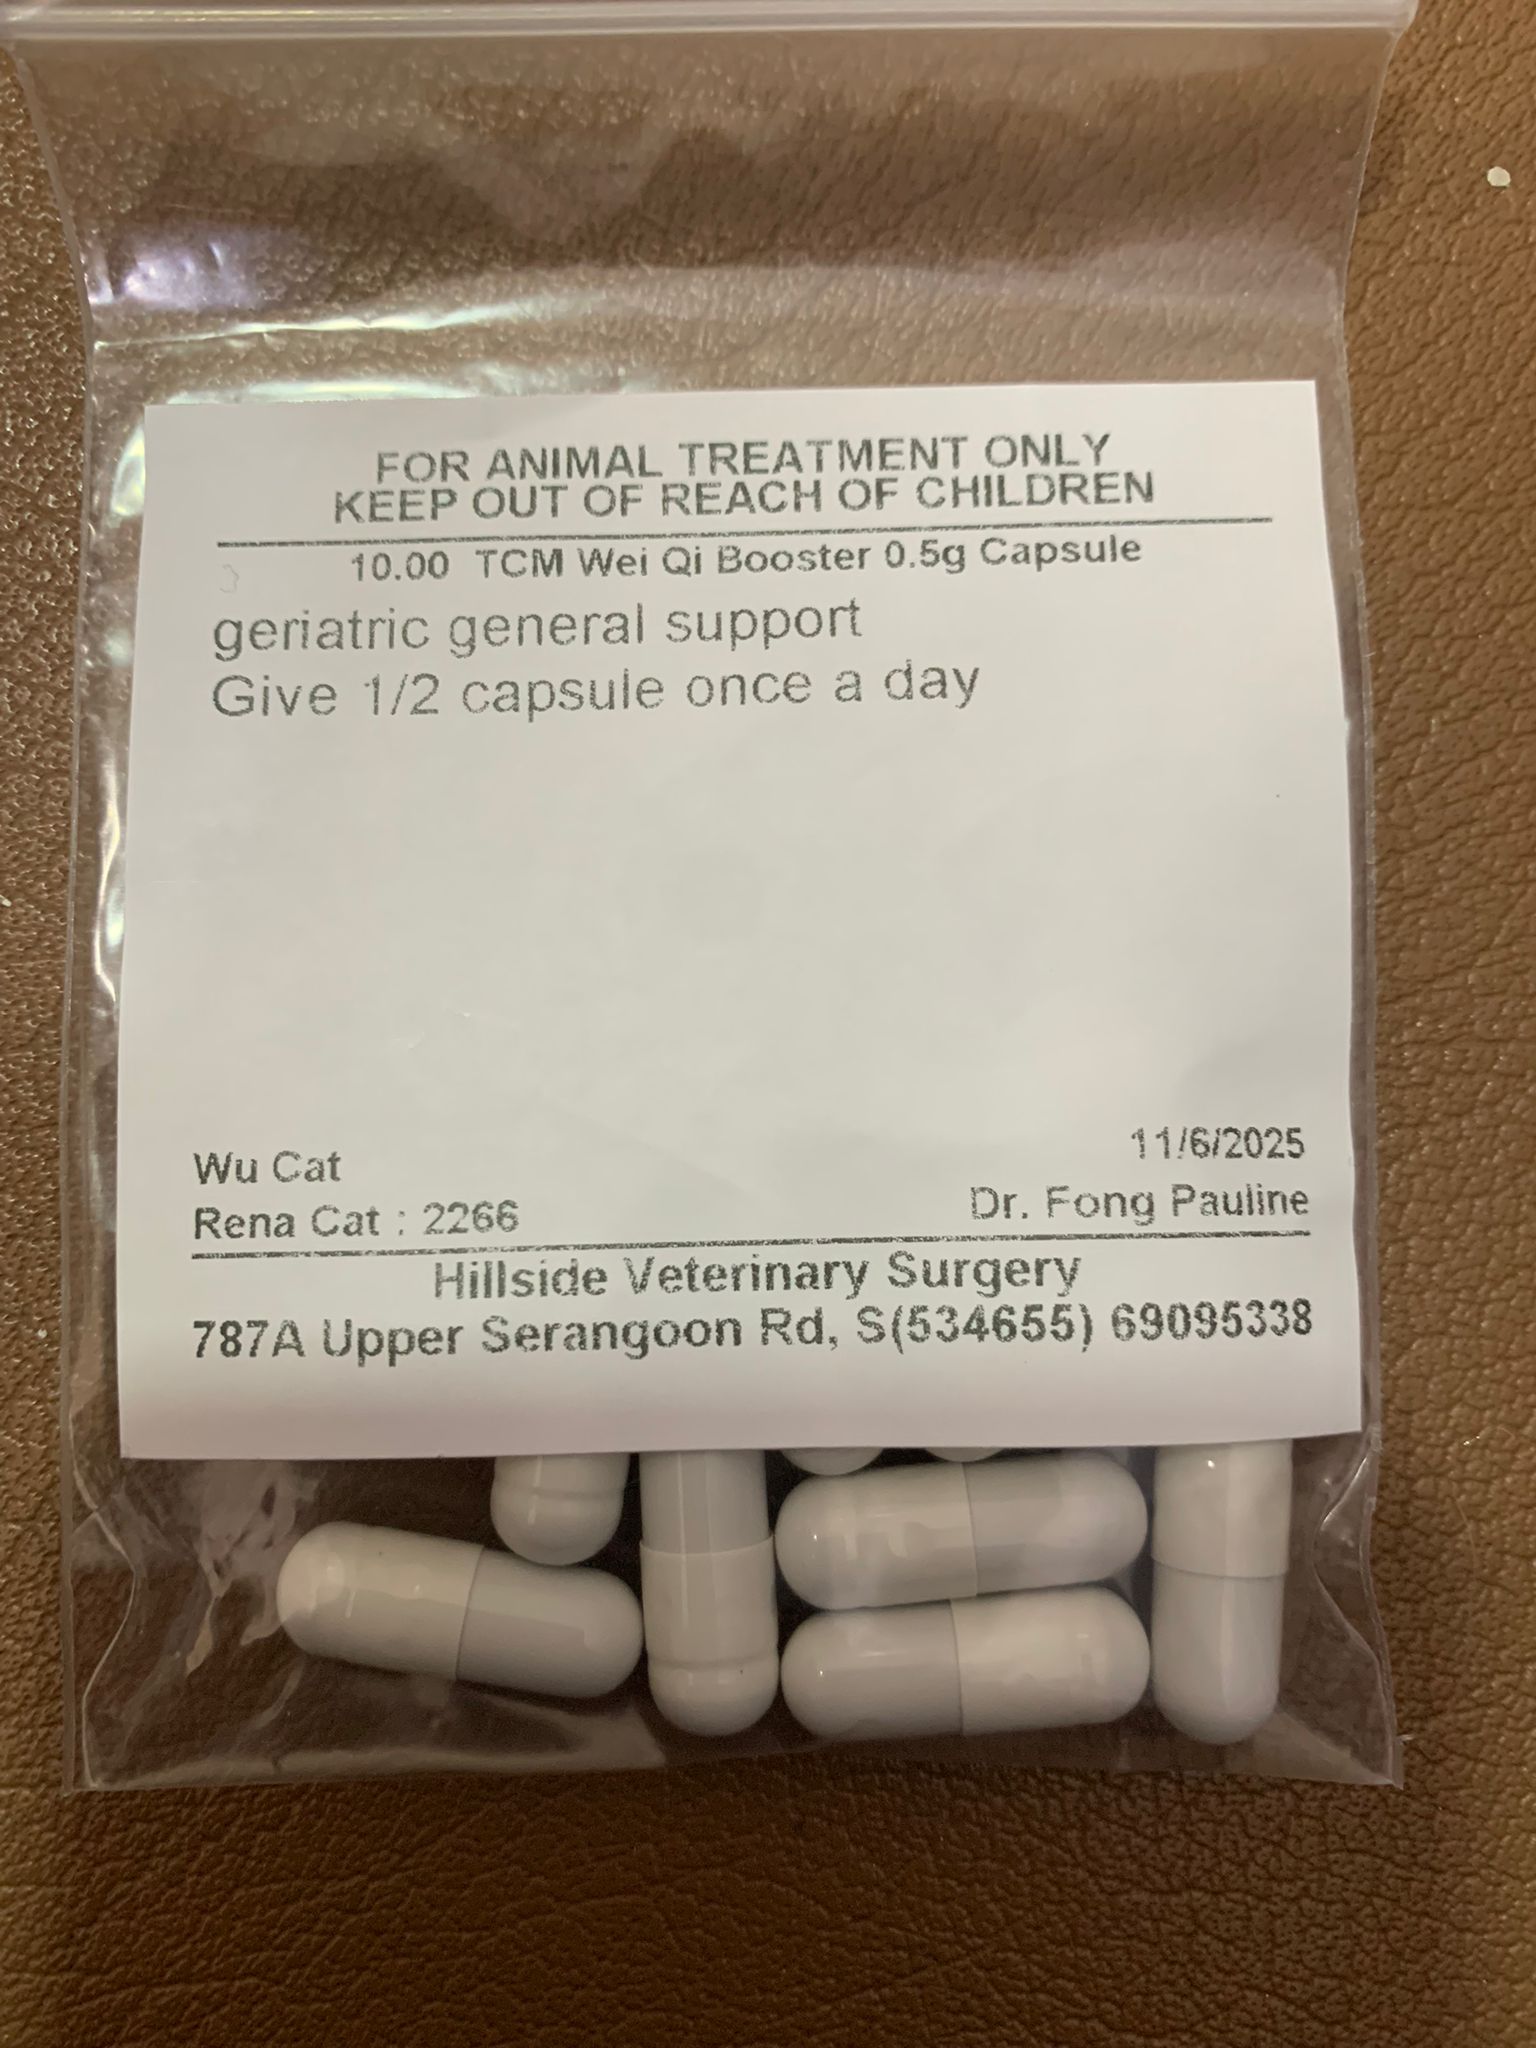 FOR ANIMAL TREATMENT ONLY
KEEP OUT OF REACH OF CHILDREN
10.00 TCM Wei Qi Booster 0.5g Capsule
geriatric general support
Give 1/2 capsule once a day
11/6/2025
Wu Cat
Dr. Fong Pauline
Rena Cat : 2266
Hillside Veterinary Surgery
787A Upper Serangoon Rd, S(534655) 69095338